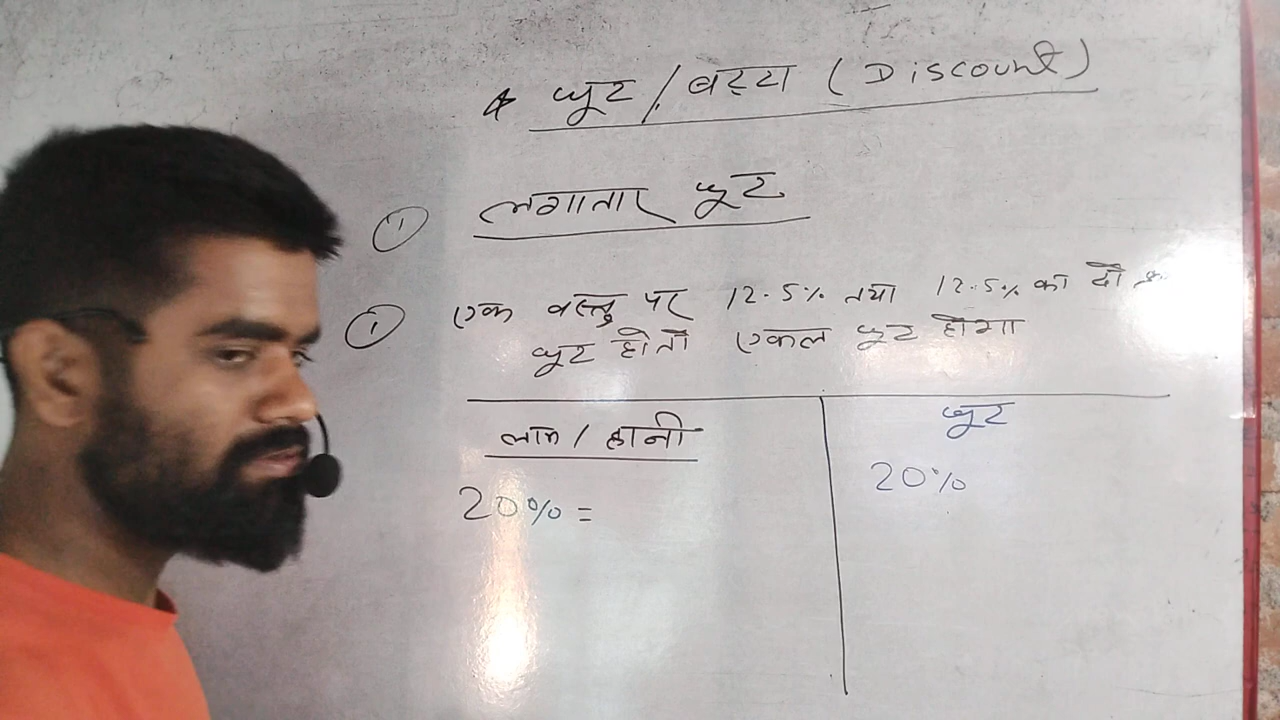 * छूट / बट्टा ( Discount )
① लगातार छूट
① एक वस्तु पर 12.5% तथा 12.5% का दो
छूट हो तो एकल छूट होगा
लाभ / हानी
20% =
छूट
20%